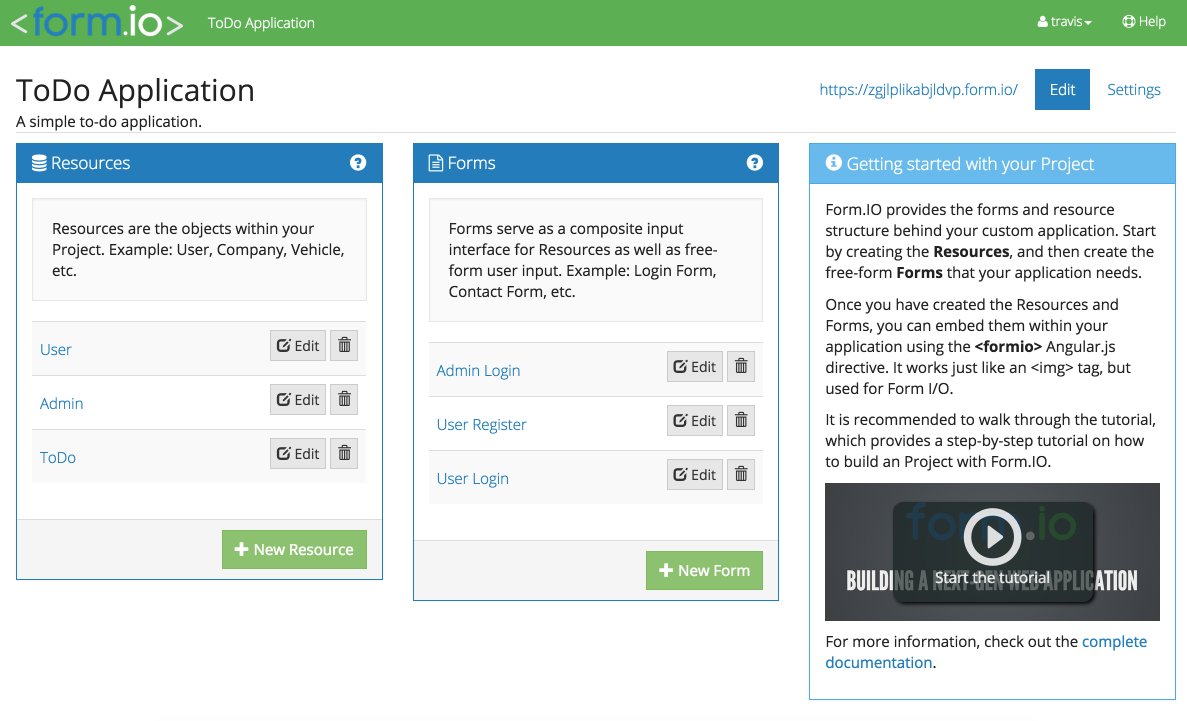 <form.io>
ToDo Application
travis
Help
ToDo Application
A simple to-do application.
https://zgjlplikabjldvp.form.io/
Edit
Settings
Resources
Resources are the objects within your
Project. Example: User, Company, Vehicle,
etc.
User
Edit
Admin
Edit
ToDo
Edit
New Resource
Forms
Forms serve as a composite input
interface for Resources as well as free-
form user input. Example: Login Form,
Contact Form, etc.
Admin Login
Edit
User Register
Edit
User Login
Edit
New Form
Getting started with your Project
Form.IO provides the forms and resource
structure behind your custom application. Start
by creating the Resources, and then create the
free-form Forms that your application needs.
Once you have created the Resources and
Forms, you can embed them within your
application using the <formio> Angular.js
directive. It works just like an <img> tag, but
used for Form I/O.
It is recommended to walk through the tutorial,
which provides a step-by-step tutorial on how
to build an Project with Form.IO.
form.io
BUILDING A NEXT-GEN WEB APPLICATION
Start the tutorial
For more information, check out the complete
documentation.